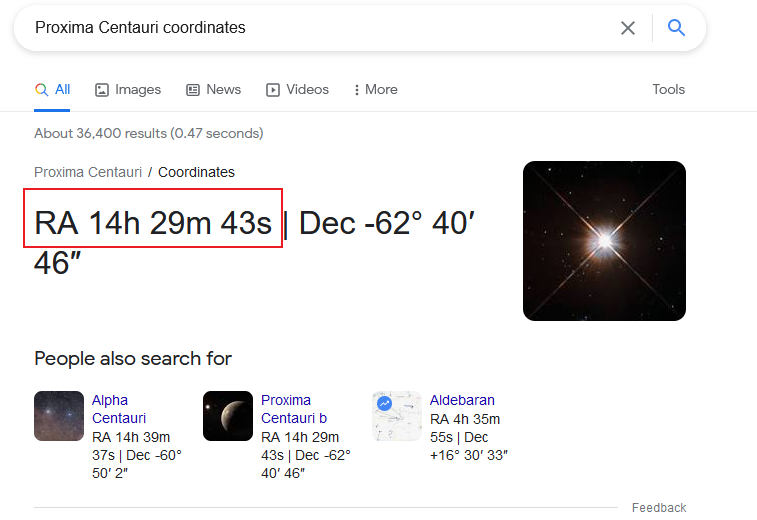 Proxima Centauri coordinates
All Images News Videos More Tools
About 36,400 results (0.47 seconds)
Proxima Centauri / Coordinates
RA 14h 29m 43s | Dec -62° 40′
46″
People also search for
Alpha
Centauri
RA 14h 39m
37s | Dec -60°
50′ 2″
Proxima
Centauri b
RA 14h 29m
43s | Dec -62°
40′ 46″
Aldebaran
RA 4h 35m
55s | Dec
+16° 30′ 33″
Feedback